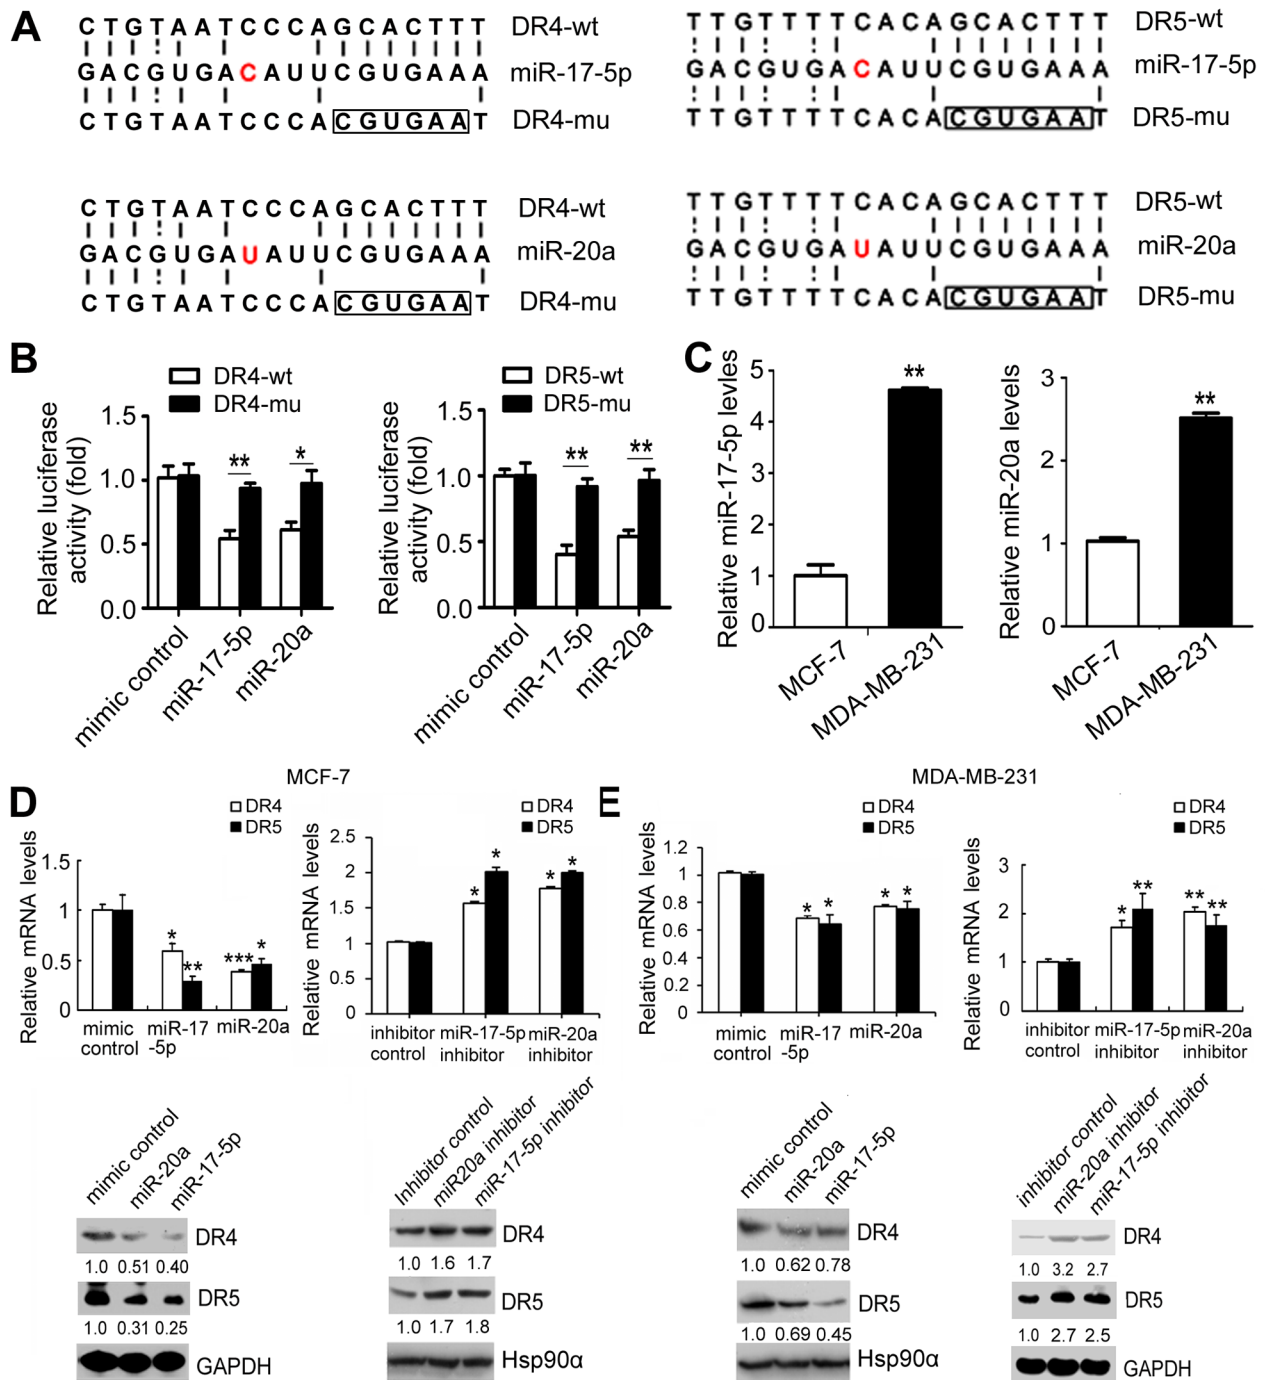 A
C T G T A A T C C C A G C A C T T T DR4-wt
G A C G U G A C A U U C G U G A A A miR-17-5p
C T G T A A T C C C A C G U G A A T DR4-mu
T T G T T T T C A C A G C A C T T T DR5-wt
G A C G U G A C A U U C G U G A A A miR-17-5p
T T G T T T T C A C A C G U G A A T DR5-mu
C T G T A A T C C C A G C A C T T T DR4-wt
G A C G U G A U A U U C G U G A A A miR-20a
C T G T A A T C C C A C G U G A A T DR4-mu
T T G T T T T C A C A G C A C T T T DR5-wt
G A C G U G A U A U U C G U G A A A miR-20a
T T G T T T T C A C A C G U G A A T DR5-mu
B
DR4-wt
DR4-mu
Relative luciferase
activity (fold)
1.5
1.0
0.5
0.0
** *
mimic control
miR-17-5p
miR-20a
DR5-wt
DR5-mu
Relative luciferase
activity (fold)
1.5
1.0
0.5
0.0
** **
mimic control
miR-17-5p
miR-20a
C
Relative miR-17-5p levles
5
4
3
2
1
0
**
MCF-7
MDA-MB-231
Relative miR-20a levels
3
2
1
0
**
MCF-7
MDA-MB-231
D
MCF-7
DR4
DR5
Relative mRNA levels
1.5
1
0.5
0
* ** *** *
mimic control
miR-17 -5p
miR-20a
DR4
DR5
Relative mRNA levels
2.5
2
1.5
1
0.5
0
* * * *
inhibitor control
miR-17-5p inhibitor
miR-20a inhibitor
mimic control
miR-20a
miR-17-5p
DR4
1.0 0.51 0.40
DR5
1.0 0.31 0.25
GAPDH
Inhibitor control
miR20a inhibitor
miR-17-5p inhibitor
DR4
1.0 1.6 1.7
DR5
1.0 1.7 1.8
Hsp90α
E
MDA-MB-231
DR4
DR5
Relative mRNA levels
1.2
1
0.8
0.6
0.4
0.2
0
* * * *
mimic control
miR-17 -5p
miR-20a
DR4
DR5
Relative mRNA levels
3
2
1
0
* ** ** **
inhibitor control
miR-17-5p inhibitor
miR-20a inhibitor
mimic control
miR-20a
miR-17-5p
DR4
1.0 0.62 0.78
DR5
1.0 0.69 0.45
Hsp90α
inhibitor control
miR-20a inhibitor
miR-17-5p inhibitor
DR4
1.0 3.2 2.7
DR5
1.0 2.7 2.5
GAPDH